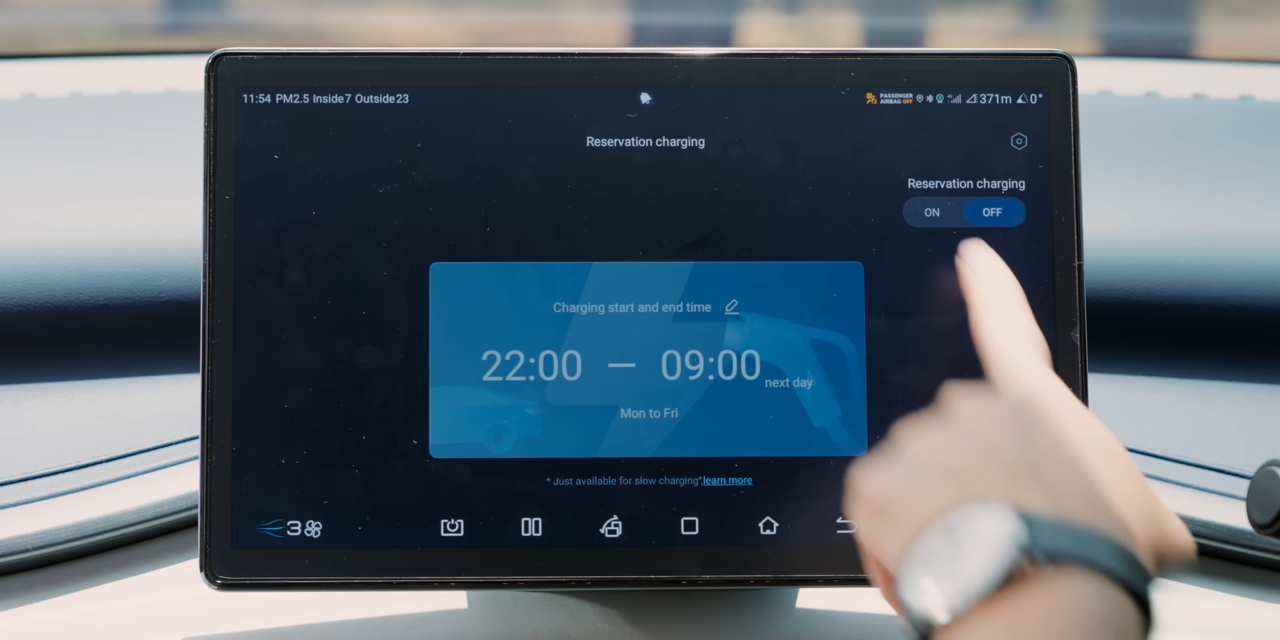 11:54 PM2.5 Inside7 Outside23
PASSENGER
AIRBAG OFF
371m
0°
Reservation charging
Reservation charging
ON OFF
Charging start and end time
22:00 — 09:00 next day
Mon to Fri
* Just available for slow charging* learn more
3